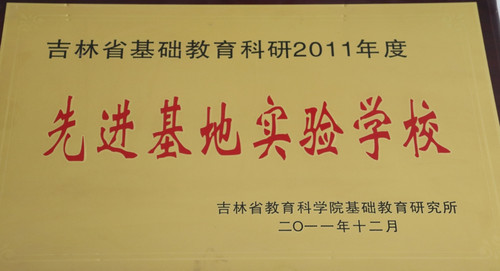 吉林省基础教育科研2011年度
先进基地实验学校
吉林省教育科学院基础教育研究所
二〇一一年十二月